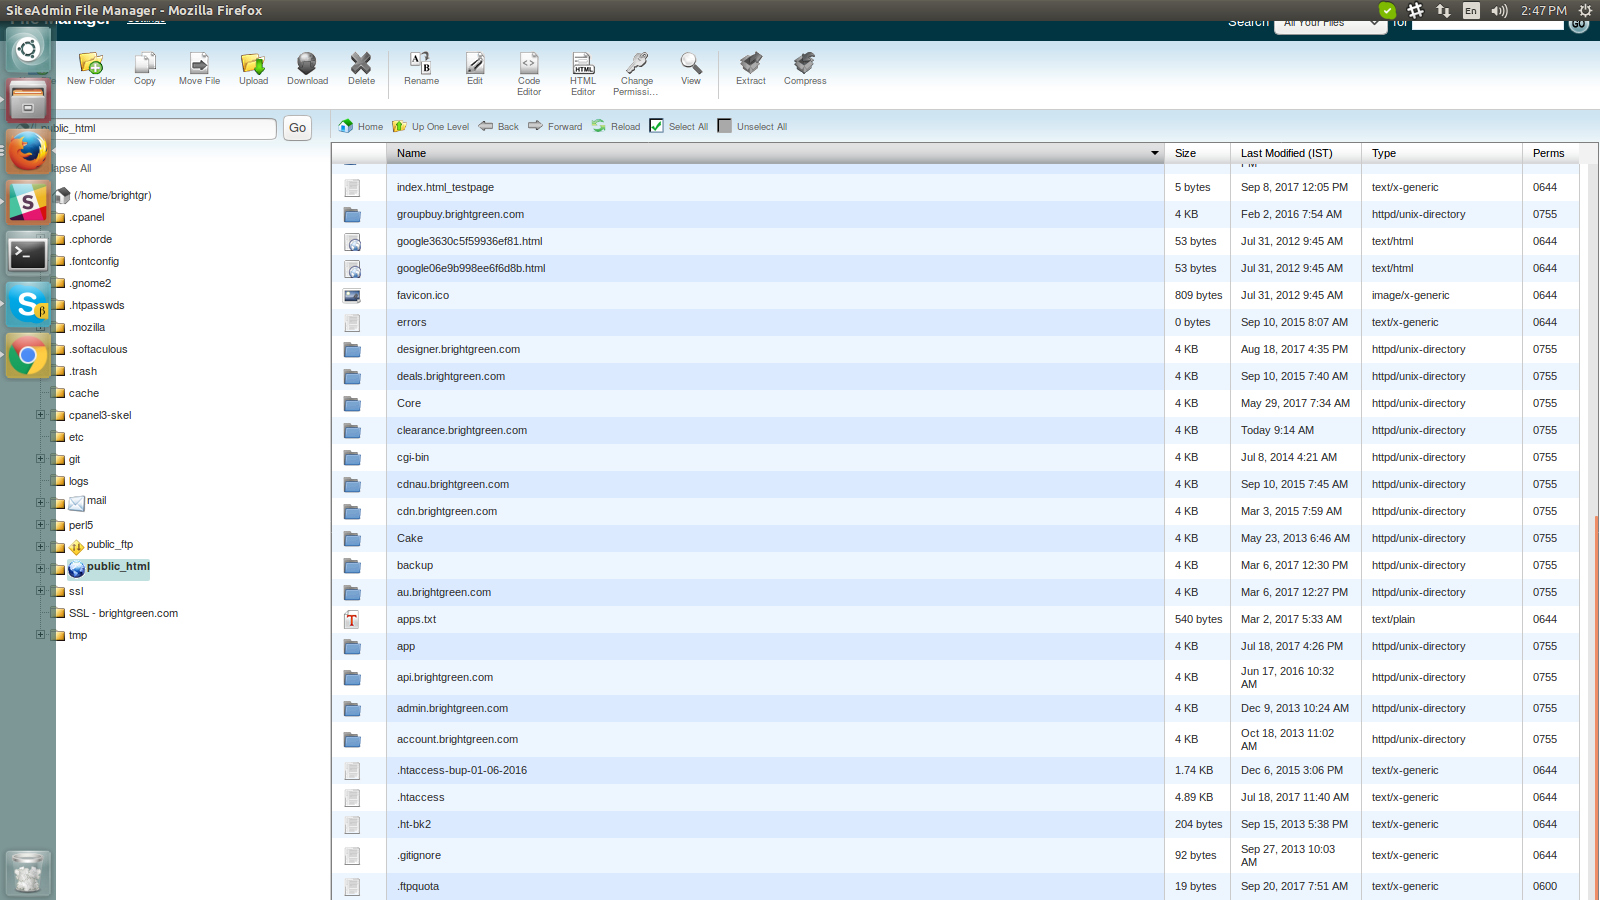 SiteAdmin File Manager - Mozilla Firefox
En
2:47 PM
Search
for
GO
New Folder
Copy
Move File
Upload
Download
Delete
Rename
Edit
Code Editor
HTML Editor
Change Permissi...
View
Extract
Compress
public_html
Go
Home
Up One Level
Back
Forward
Reload
Select All
Unselect All
(/home/brightgr)
.cpanel
.cphorde
.fontconfig
.gnome2
.htpasswds
.mozilla
.softaculous
.trash
cache
cpanel3-skel
etc
git
logs
mail
perl5
public_ftp
public_html
ssl
SSL - brightgreen.com
tmp
Name Size Last Modified (IST) Type Perms
index.html_testpage 5 bytes Sep 8, 2017 12:05 PM text/x-generic 0644
groupbuy.brightgreen.com 4 KB Feb 2, 2016 7:54 AM httpd/unix-directory 0755
google3630c5f59936ef81.html 53 bytes Jul 31, 2012 9:45 AM text/html 0644
google06e9b998ee6f6d8b.html 53 bytes Jul 31, 2012 9:45 AM text/html 0644
favicon.ico 809 bytes Jul 31, 2012 9:45 AM image/x-generic 0644
errors 0 bytes Sep 10, 2015 8:07 AM text/x-generic 0644
designer.brightgreen.com 4 KB Aug 18, 2017 4:35 PM httpd/unix-directory 0755
deals.brightgreen.com 4 KB Sep 10, 2015 7:40 AM httpd/unix-directory 0755
Core 4 KB May 29, 2017 7:34 AM httpd/unix-directory 0755
clearance.brightgreen.com 4 KB Today 9:14 AM httpd/unix-directory 0755
cgi-bin 4 KB Jul 8, 2014 4:21 AM httpd/unix-directory 0755
cdnau.brightgreen.com 4 KB Sep 10, 2015 7:45 AM httpd/unix-directory 0755
cdn.brightgreen.com 4 KB Mar 3, 2015 7:59 AM httpd/unix-directory 0755
Cake 4 KB May 23, 2013 6:46 AM httpd/unix-directory 0755
backup 4 KB Mar 6, 2017 12:30 PM httpd/unix-directory 0755
au.brightgreen.com 4 KB Mar 6, 2017 12:27 PM httpd/unix-directory 0755
apps.txt 540 bytes Mar 2, 2017 5:33 AM text/plain 0644
app 4 KB Jul 18, 2017 4:26 PM httpd/unix-directory 0755
api.brightgreen.com 4 KB Jun 17, 2016 10:32 AM httpd/unix-directory 0755
admin.brightgreen.com 4 KB Dec 9, 2013 10:24 AM httpd/unix-directory 0755
account.brightgreen.com 4 KB Oct 18, 2013 11:02 AM httpd/unix-directory 0755
.htaccess-bup-01-06-2016 1.74 KB Dec 6, 2015 3:06 PM text/x-generic 0644
.htaccess 4.89 KB Jul 18, 2017 11:40 AM text/x-generic 0644
.ht-bk2 204 bytes Sep 15, 2013 5:38 PM text/x-generic 0644
.gitignore 92 bytes Sep 27, 2013 10:03 AM text/x-generic 0644
.ftpquota 19 bytes Sep 20, 2017 7:51 AM text/x-generic 0600